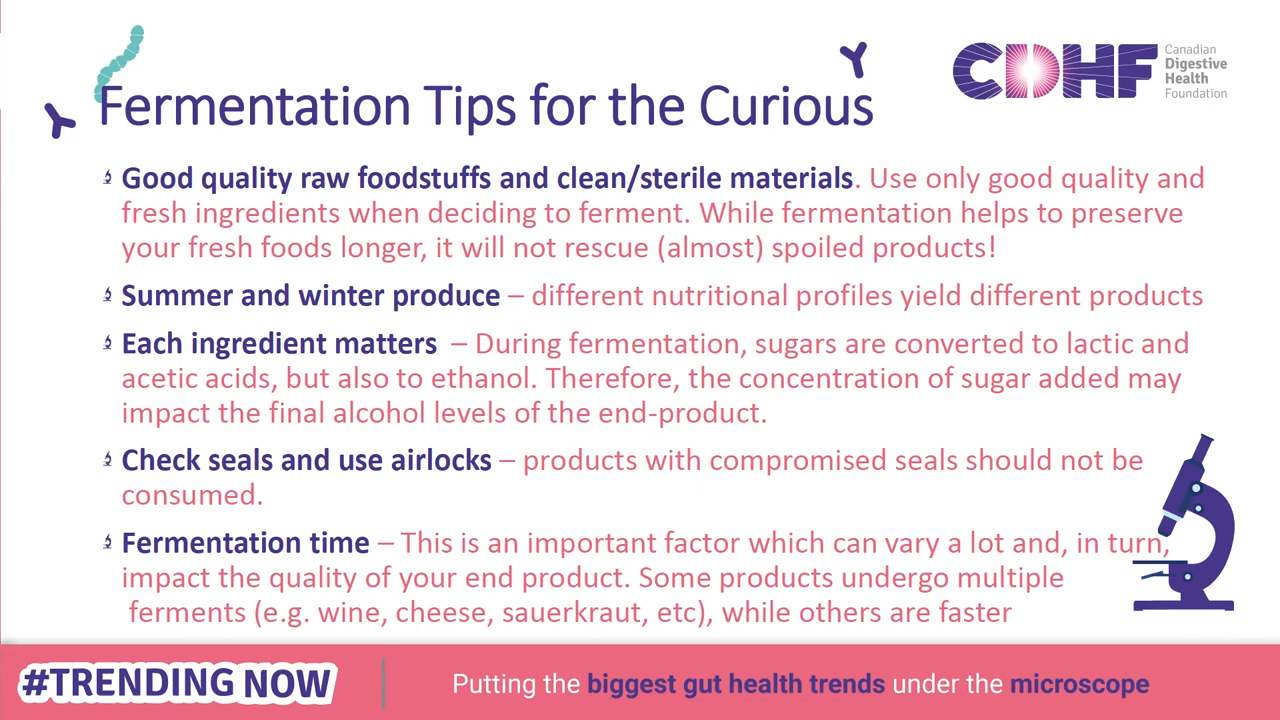 CDHF
Canadian
Digestive
Health
Foundation
Fermentation Tips for the Curious
Good quality raw foodstuffs and clean/sterile materials. Use only good quality and
fresh ingredients when deciding to ferment. While fermentation helps to preserve
your fresh foods longer, it will not rescue (almost) spoiled products!
Summer and winter produce – different nutritional profiles yield different products
Each ingredient matters – During fermentation, sugars are converted to lactic and
acetic acids, but also to ethanol. Therefore, the concentration of sugar added may
impact the final alcohol levels of the end-product.
Check seals and use airlocks – products with compromised seals should not be
consumed.
Fermentation time – This is an important factor which can vary a lot and, in turn,
impact the quality of your end product. Some products undergo multiple
ferments (e.g. wine, cheese, sauerkraut, etc), while others are faster
#TRENDING NOW
Putting the biggest gut health trends under the microscope